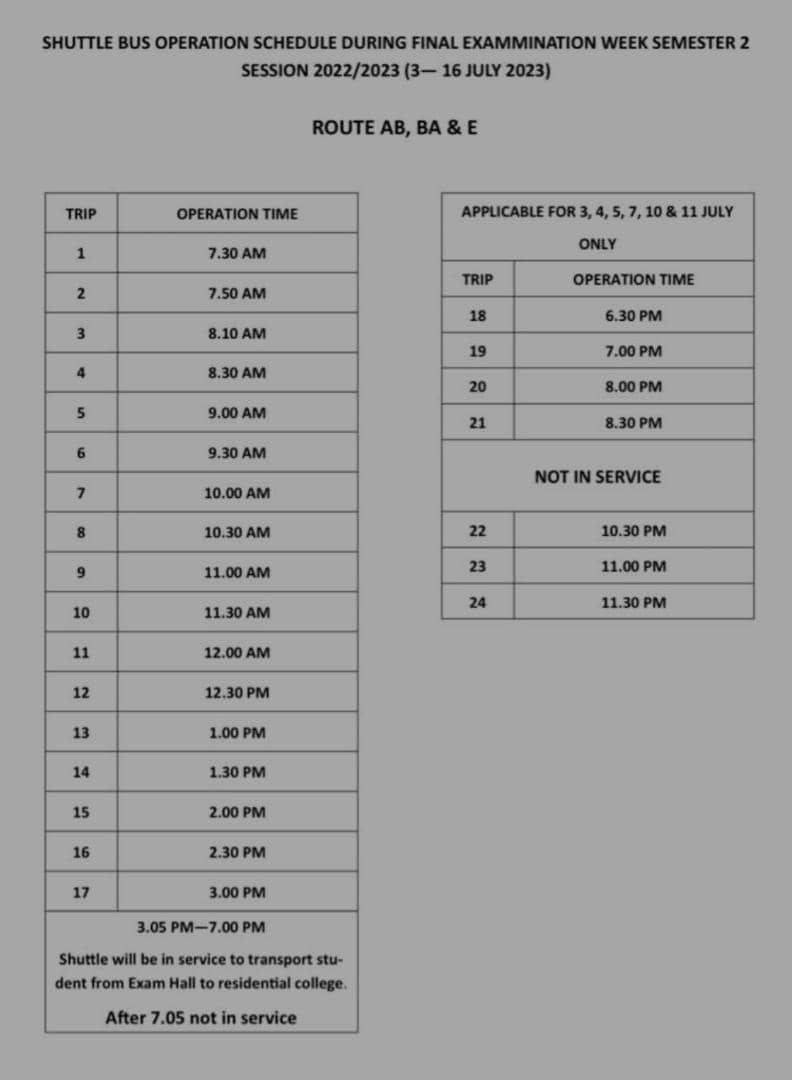 SHUTTLE BUS OPERATION SCHEDULE DURING FINAL EXAMMINATION WEEK SEMESTER 2
SESSION 2022/2023 (3— 16 JULY 2023)
ROUTE AB, BA & E
TRIP OPERATION TIME
1 7.30 AM
2 7.50 AM
3 8.10 AM
4 8.30 AM
5 9.00 AM
6 9.30 AM
7 10.00 AM
8 10.30 AM
9 11.00 AM
10 11.30 AM
11 12.00 AM
12 12.30 PM
13 1.00 PM
14 1.30 PM
15 2.00 PM
16 2.30 PM
17 3.00 PM
3.05 PM—7.00 PM
Shuttle will be in service to transport stu-
dent from Exam Hall to residential college.
After 7.05 not in service
APPLICABLE FOR 3, 4, 5, 7, 10 & 11 JULY
ONLY
TRIP OPERATION TIME
18 6.30 PM
19 7.00 PM
20 8.00 PM
21 8.30 PM
NOT IN SERVICE
22 10.30 PM
23 11.00 PM
24 11.30 PM